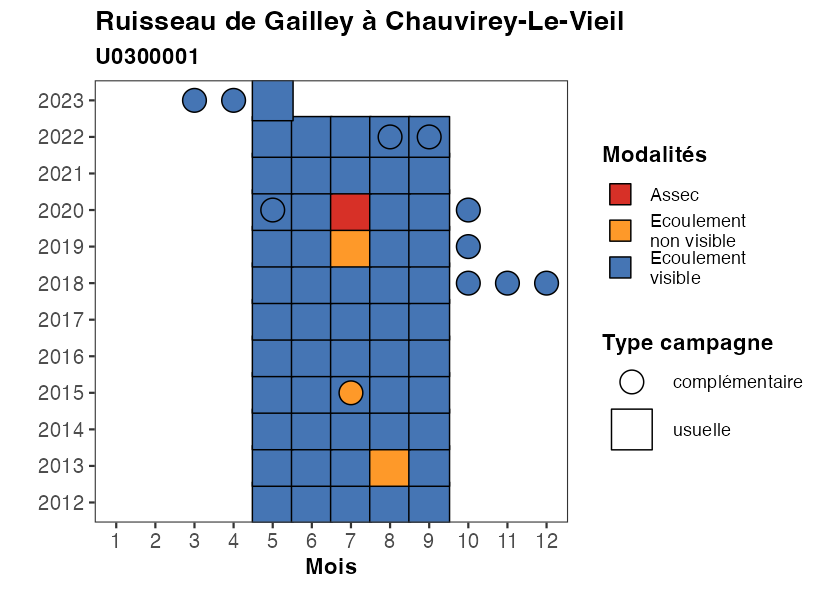 Ruisseau de Gailley à Chauvirey-Le-Vieil
U0300001
2023
2022
2021
2020
2019
2018
2017
2016
2015
2014
2013
2012
1 2 3 4 5 6 7 8 9 10 11 12
Mois
Modalités
Assec
Ecoulement
non visible
Ecoulement
visible
Type campagne
complémentaire
usuelle